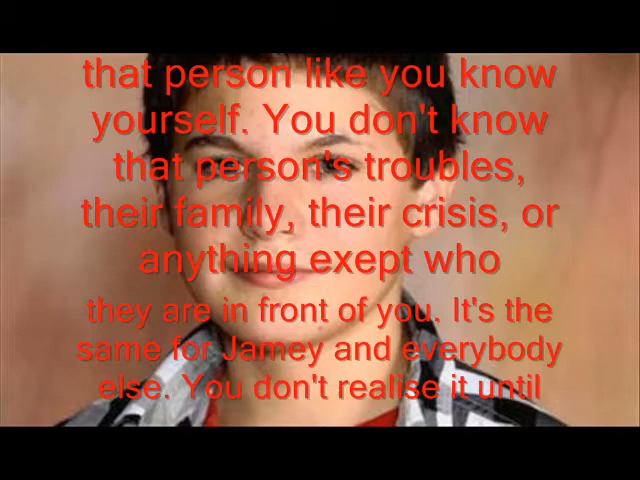 that person like you know
yourself. You don't know
that person's troubles,
their family, their crisis, or
anything exept who
they are in front of you. It's the
same for Jamey and everybody
else. You don't realise it until